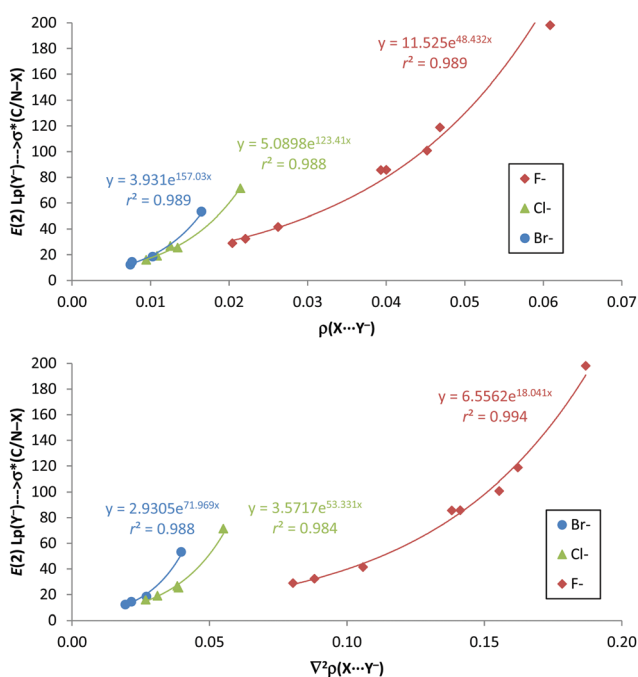 200
180
160
140
120
100
80
60
40
20
0
E(2) Lp(Y⁻)--->σ*(C/N–X)
y = 11.525e^48.432x
r² = 0.989
y = 5.0898e^123.41x
r² = 0.988
y = 3.931e^157.03x
r² = 0.989
F-
Cl-
Br-
0.00 0.01 0.02 0.03 0.04 0.05 0.06 0.07
ρ(X···Y⁻)
200
180
160
140
120
100
80
60
40
20
0
E(2) Lp(Y⁻)--->σ*(C/N–X)
y = 6.5562e^18.041x
r² = 0.994
y = 2.9305e^71.969x
r² = 0.988
y = 3.5717e^53.331x
r² = 0.984
Br-
Cl-
F-
0.00 0.05 0.10 0.15 0.20
∇²ρ(X···Y⁻)